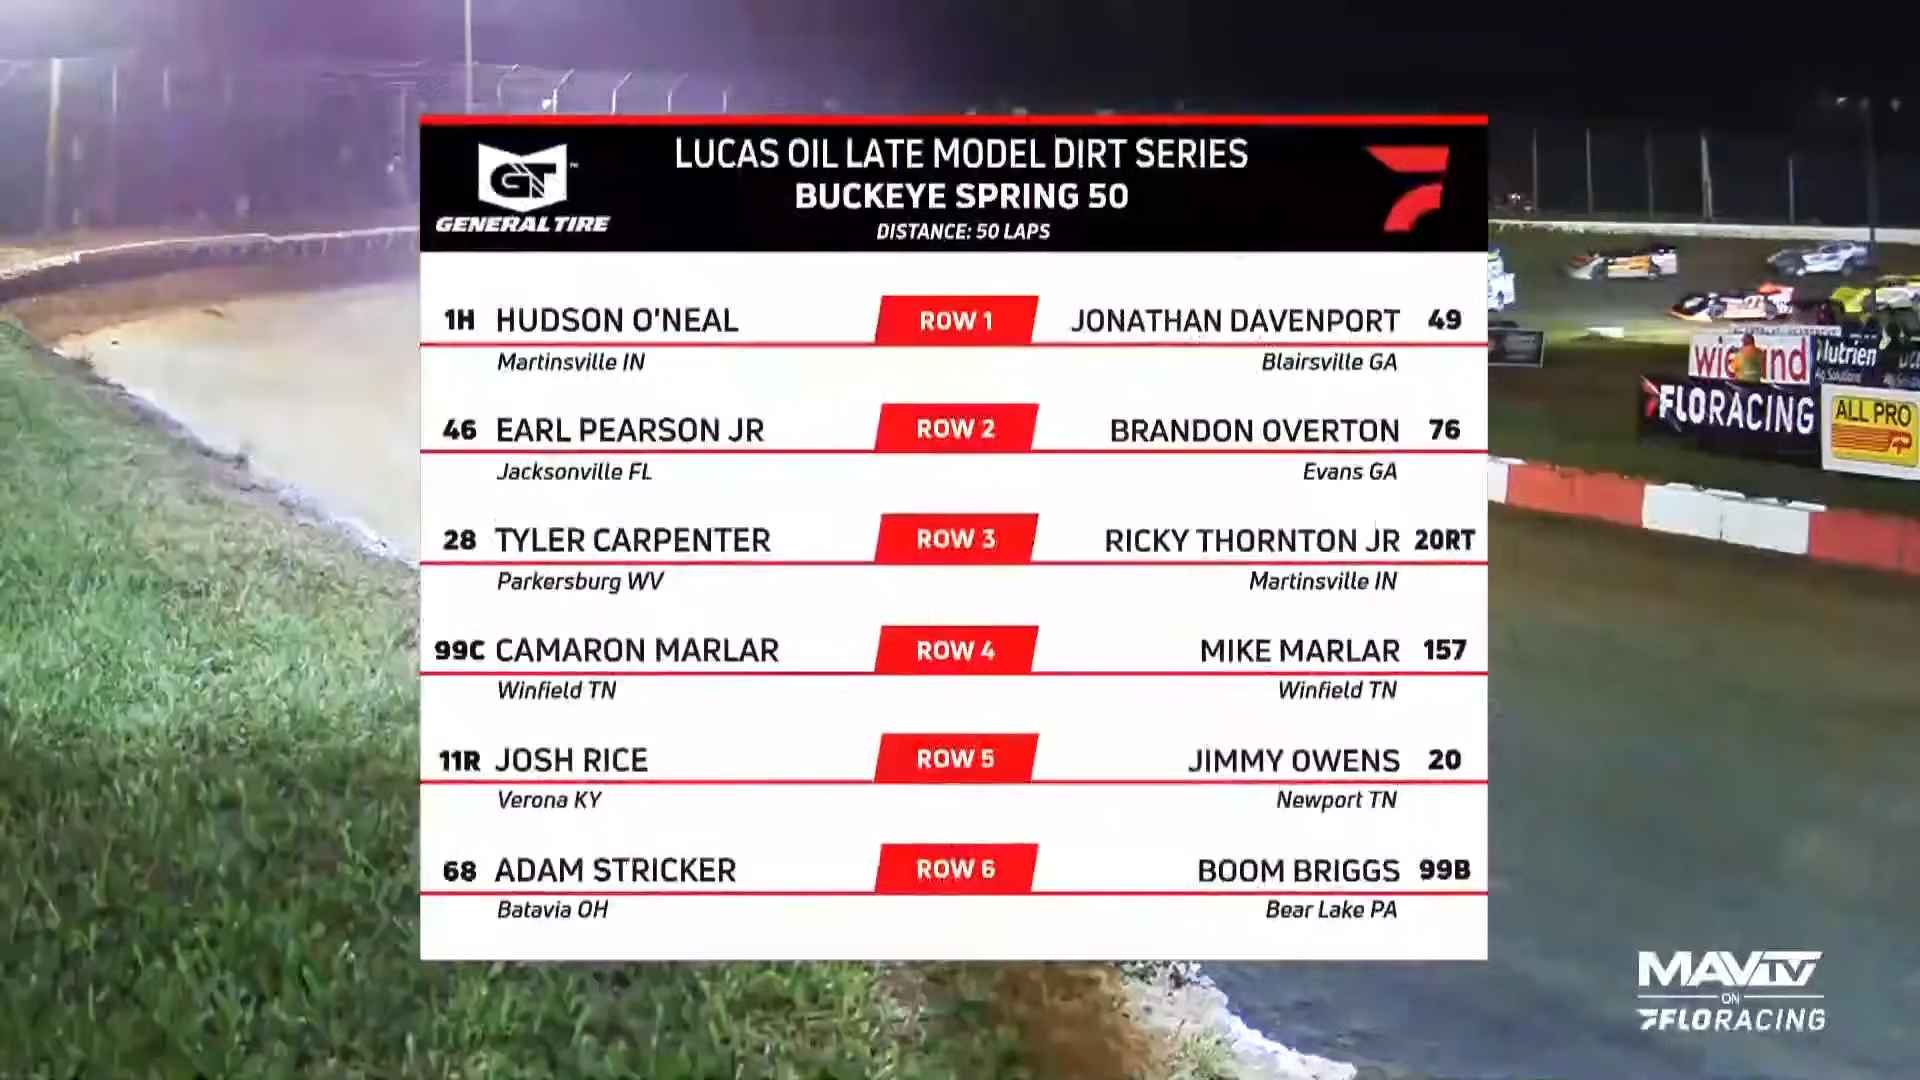 GT
GENERAL TIRE
LUCAS OIL LATE MODEL DIRT SERIES
BUCKEYE SPRING 50
DISTANCE: 50 LAPS
1H HUDSON O'NEAL ROW 1 JONATHAN DAVENPORT 49
Martinsville IN Blairsville GA
46 EARL PEARSON JR ROW 2 BRANDON OVERTON 76
Jacksonville FL Evans GA
28 TYLER CARPENTER ROW 3 RICKY THORNTON JR 20RT
Parkersburg WV Martinsville IN
99C CAMARON MARLAR ROW 4 MIKE MARLAR 157
Winfield TN Winfield TN
11R JOSH RICE ROW 5 JIMMY OWENS 20
Verona KY Newport TN
68 ADAM STRICKER ROW 6 BOOM BRIGGS 99B
Batavia OH Bear Lake PA
Nutrien
Ag Solutions
FLORACING
ALL PRO
MAVTV
ON
FLORACING